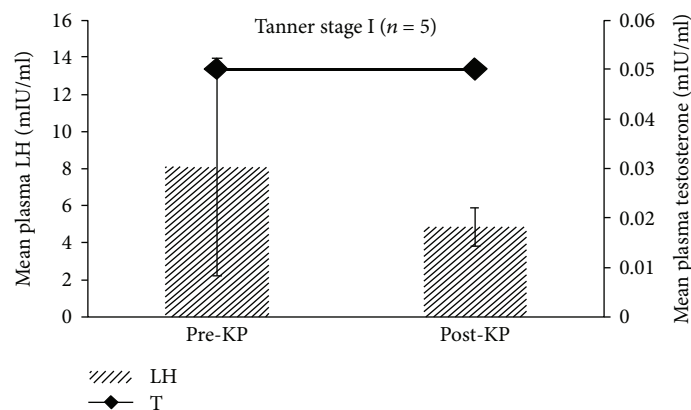 Tanner stage I (n = 5)
Mean plasma LH (mIU/ml)
16
14
12
10
8
6
4
2
0
0.06
0.05
0.04
0.03
0.02
0.01
0
Mean plasma testosterone (mIU/ml)
Pre-KP
Post-KP
LH
T